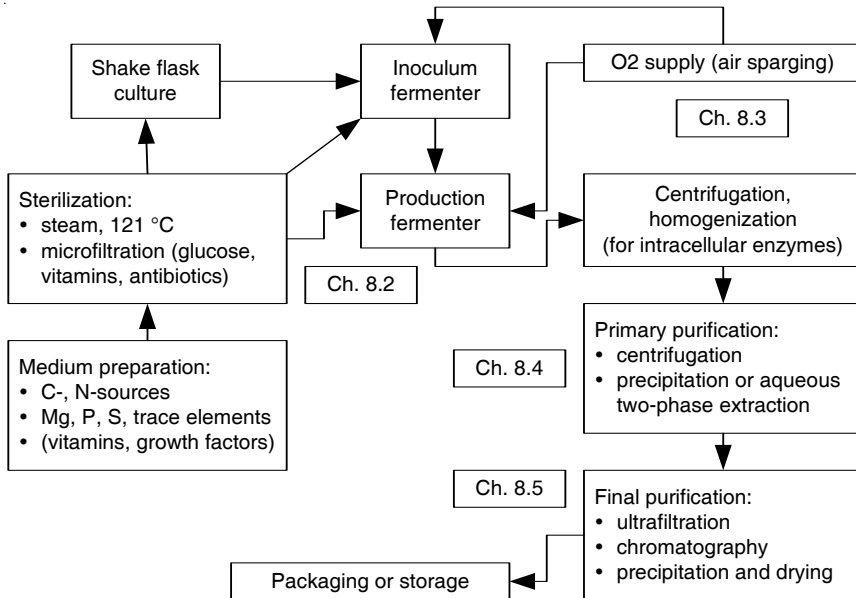 Shake flask
culture
Inoculum
fermenter
O2 supply (air sparging)
Ch. 8.3
Sterilization:
• steam, 121 °C
• microfiltration (glucose,
vitamins, antibiotics)
Production
fermenter
Centrifugation,
homogenization
(for intracellular enzymes)
Ch. 8.2
Medium preparation:
• C-, N-sources
• Mg, P, S, trace elements
• (vitamins, growth factors)
Ch. 8.4
Primary purification:
• centrifugation
• precipitation or aqueous
two-phase extraction
Ch. 8.5
Final purification:
• ultrafiltration
• chromatography
• precipitation and drying
Packaging or storage